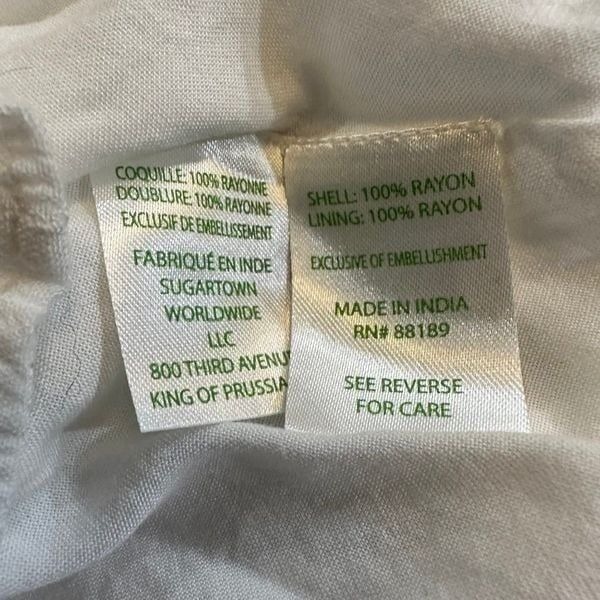 COQUILLE: 100% RAYONNE
DOUBLURE: 100% RAYONNE
EXCLUSIF DE EMBELLISSEMENT
FABRIQUÉ EN INDE
SUGARTOWN
WORLDWIDE
LLC
800 THIRD AVENU
KING OF PRUSSIA
SHELL: 100% RAYON
LINING: 100% RAYON
EXCLUSIVE OF EMBELLISHMENT
MADE IN INDIA
RN# 88189
SEE REVERSE
FOR CARE